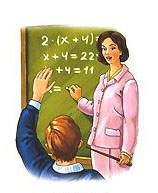 2·(x+4)=
x+4=22:
x+4=11
x=